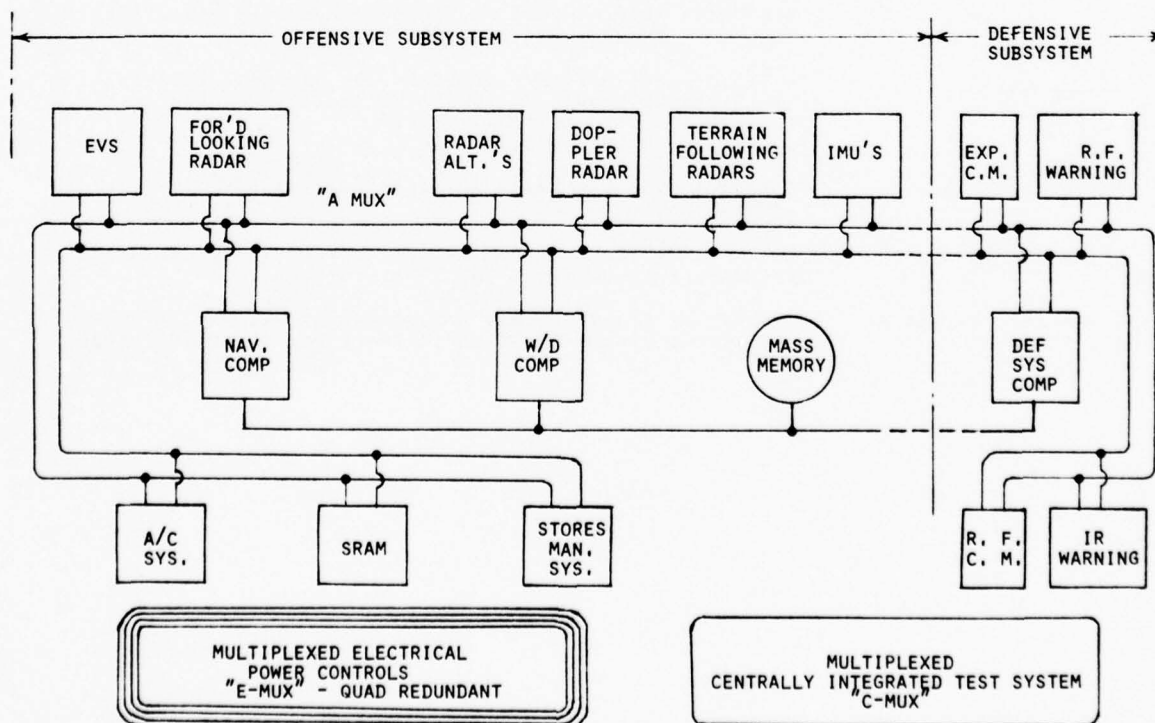 OFFENSIVE SUBSYSTEM
DEFENSIVE
SUBSYSTEM
EVS
FOR'D
LOOKING
RADAR
RADAR
ALT.'S
DOP-
PLER
RADAR
TERRAIN
FOLLOWING
RADARS
IMU'S
EXP.
C.M.
R.F.
WARNING
"A MUX"
NAV.
COMP
W/D
COMP
MASS
MEMORY
DEF
SYS
COMP
A/C
SYS.
SRAM
STORES
MAN.
SYS.
R. F.
C. M.
IR
WARNING
MULTIPLEXED ELECTRICAL
POWER CONTROLS
"E-MUX" - QUAD REDUNDANT
MULTIPLEXED
CENTRALLY INTEGRATED TEST SYSTEM
"C-MUX"